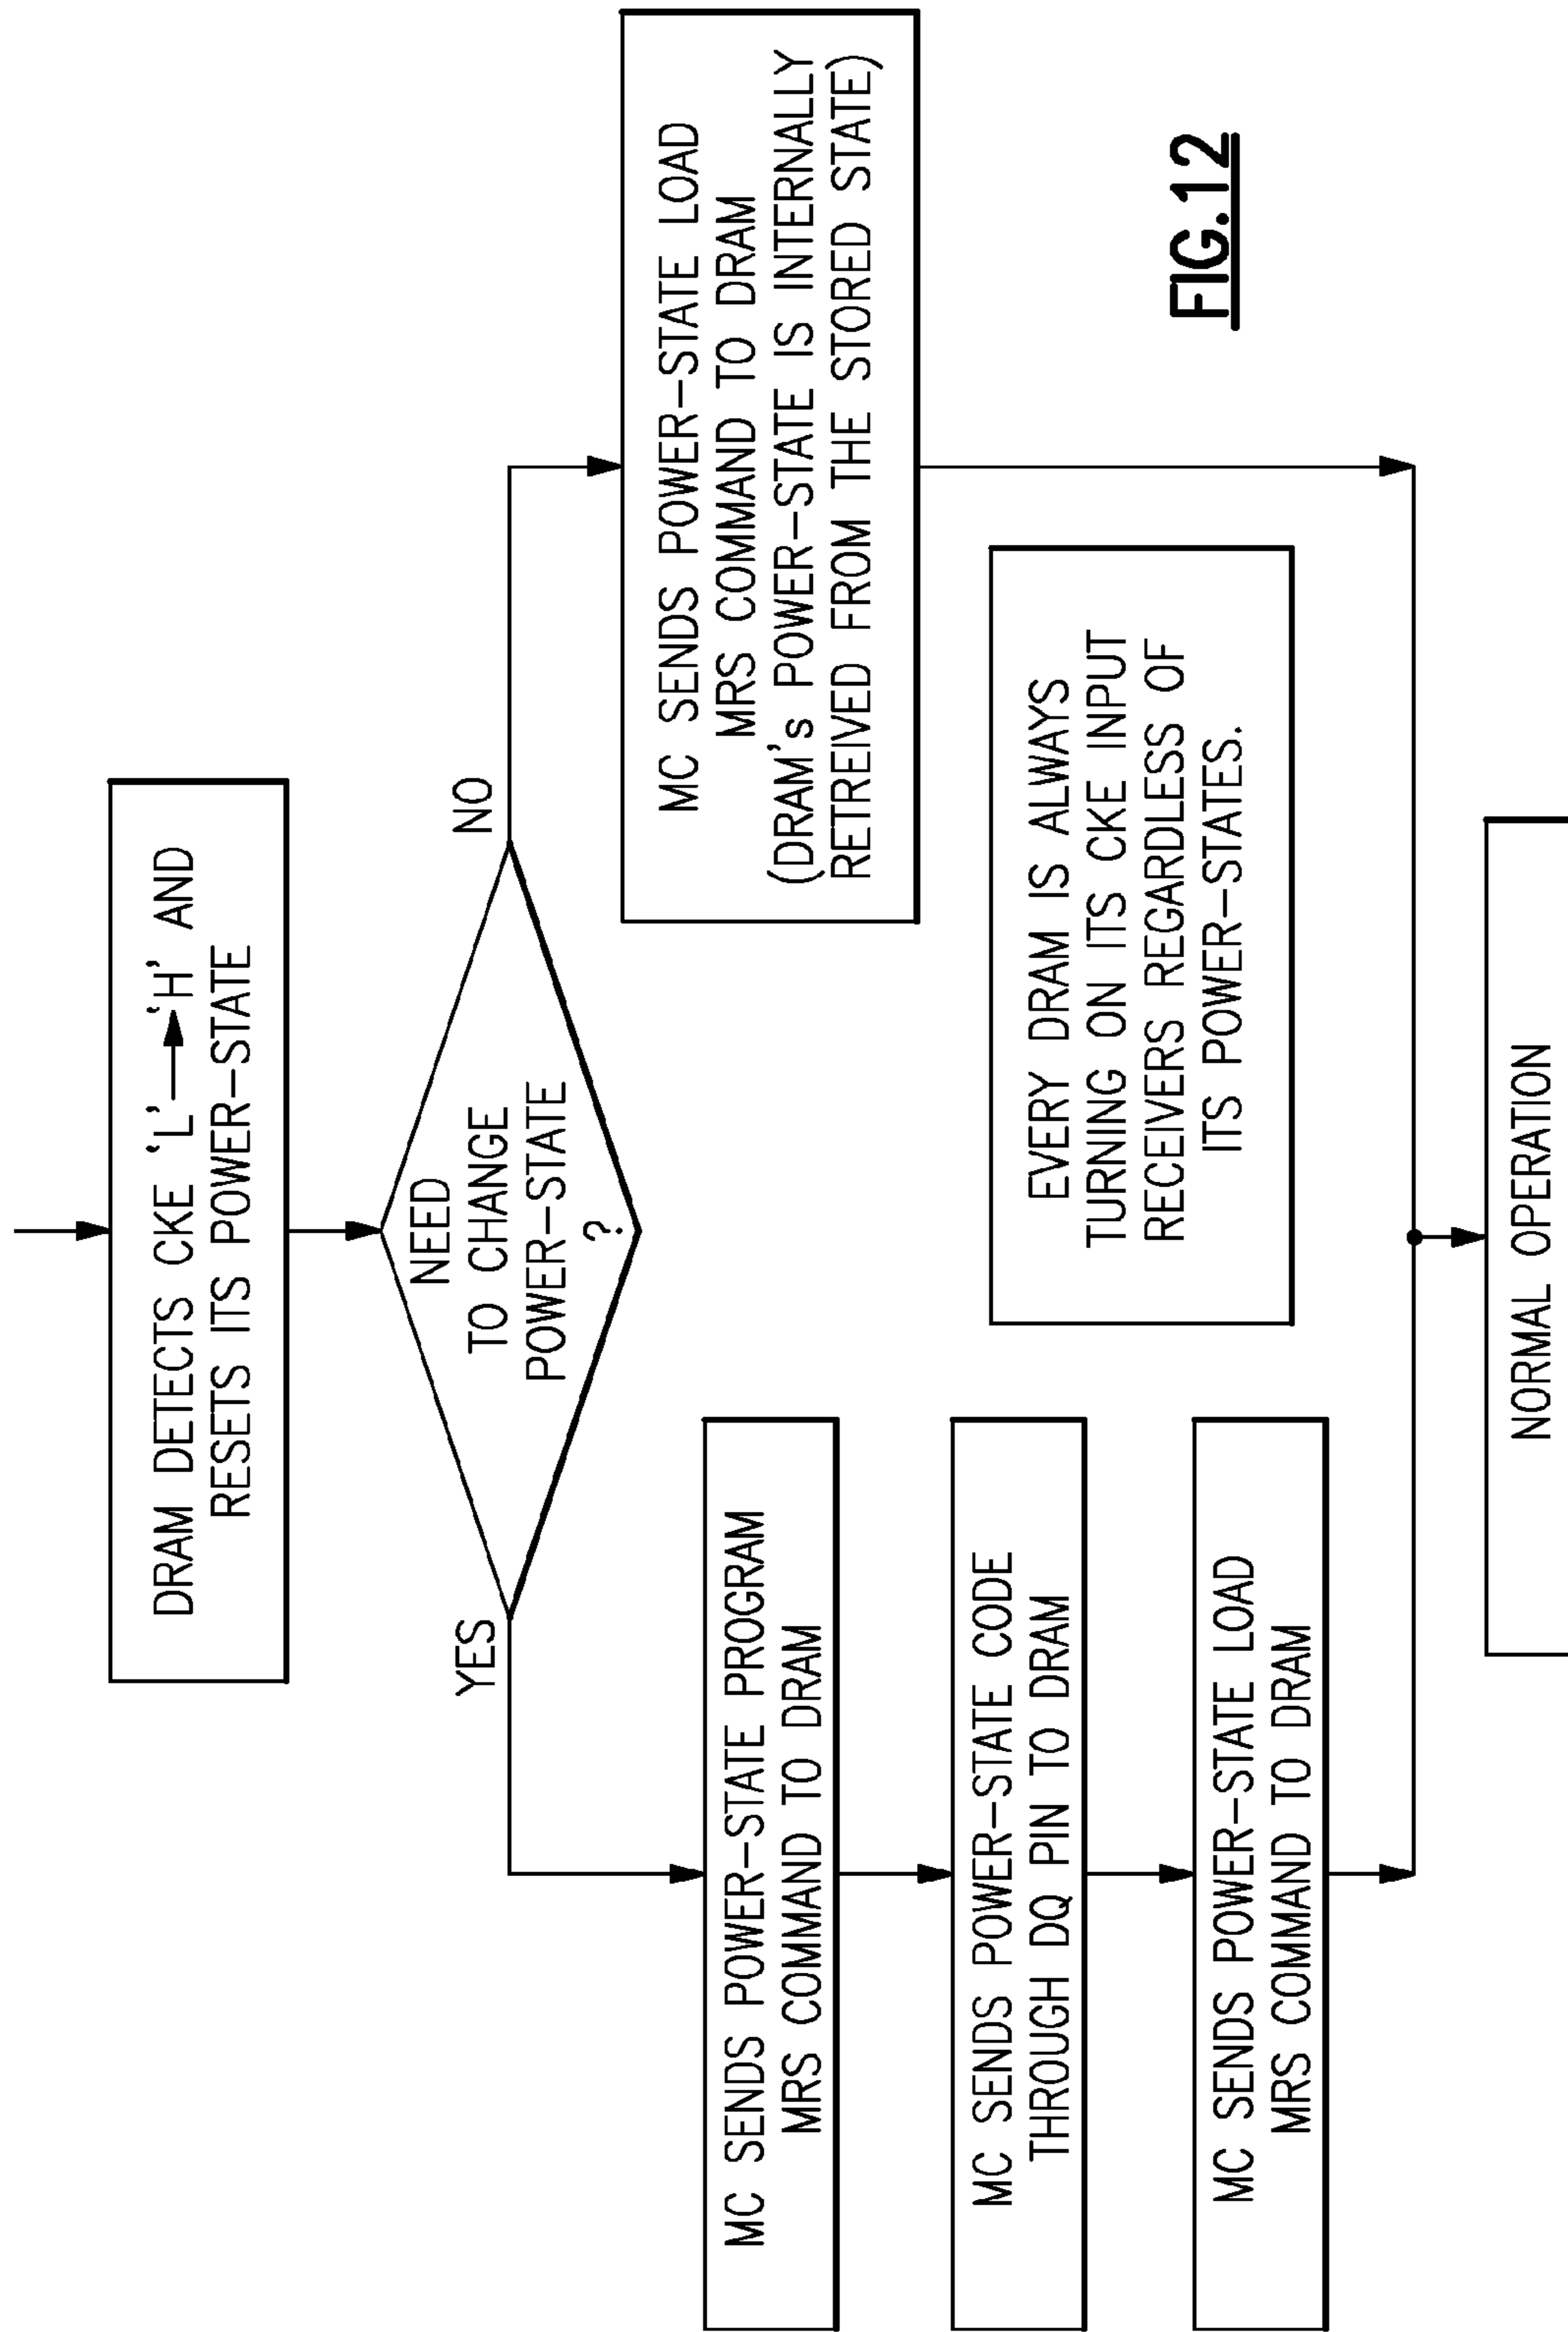 DRAM DETECTS CKE 'L'→'H' AND
RESETS ITS POWER-STATE
NEED
TO CHANGE
POWER-STATE
?
YES
NO
MC SENDS POWER-STATE PROGRAM
MRS COMMAND TO DRAM
MC SENDS POWER-STATE CODE
THROUGH DQ PIN TO DRAM
MC SENDS POWER-STATE LOAD
MRS COMMAND TO DRAM
MC SENDS POWER-STATE LOAD
MRS COMMAND TO DRAM
(DRAM's POWER-STATE IS INTERNALLY
RETREIVED FROM THE STORED STATE)
EVERY DRAM IS ALWAYS
TURNING ON ITS CKE INPUT
RECEIVERS REGARDLESS OF
ITS POWER-STATES.
NORMAL OPERATION
FIG.12